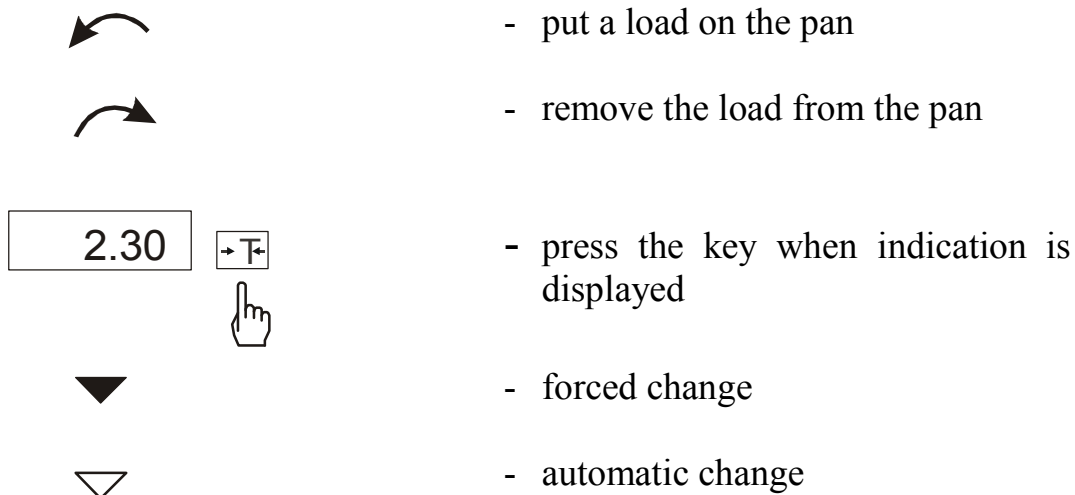 - put a load on the pan
- remove the load from the pan
2.30 →T← - press the key when indication is
displayed
- forced change
- automatic change